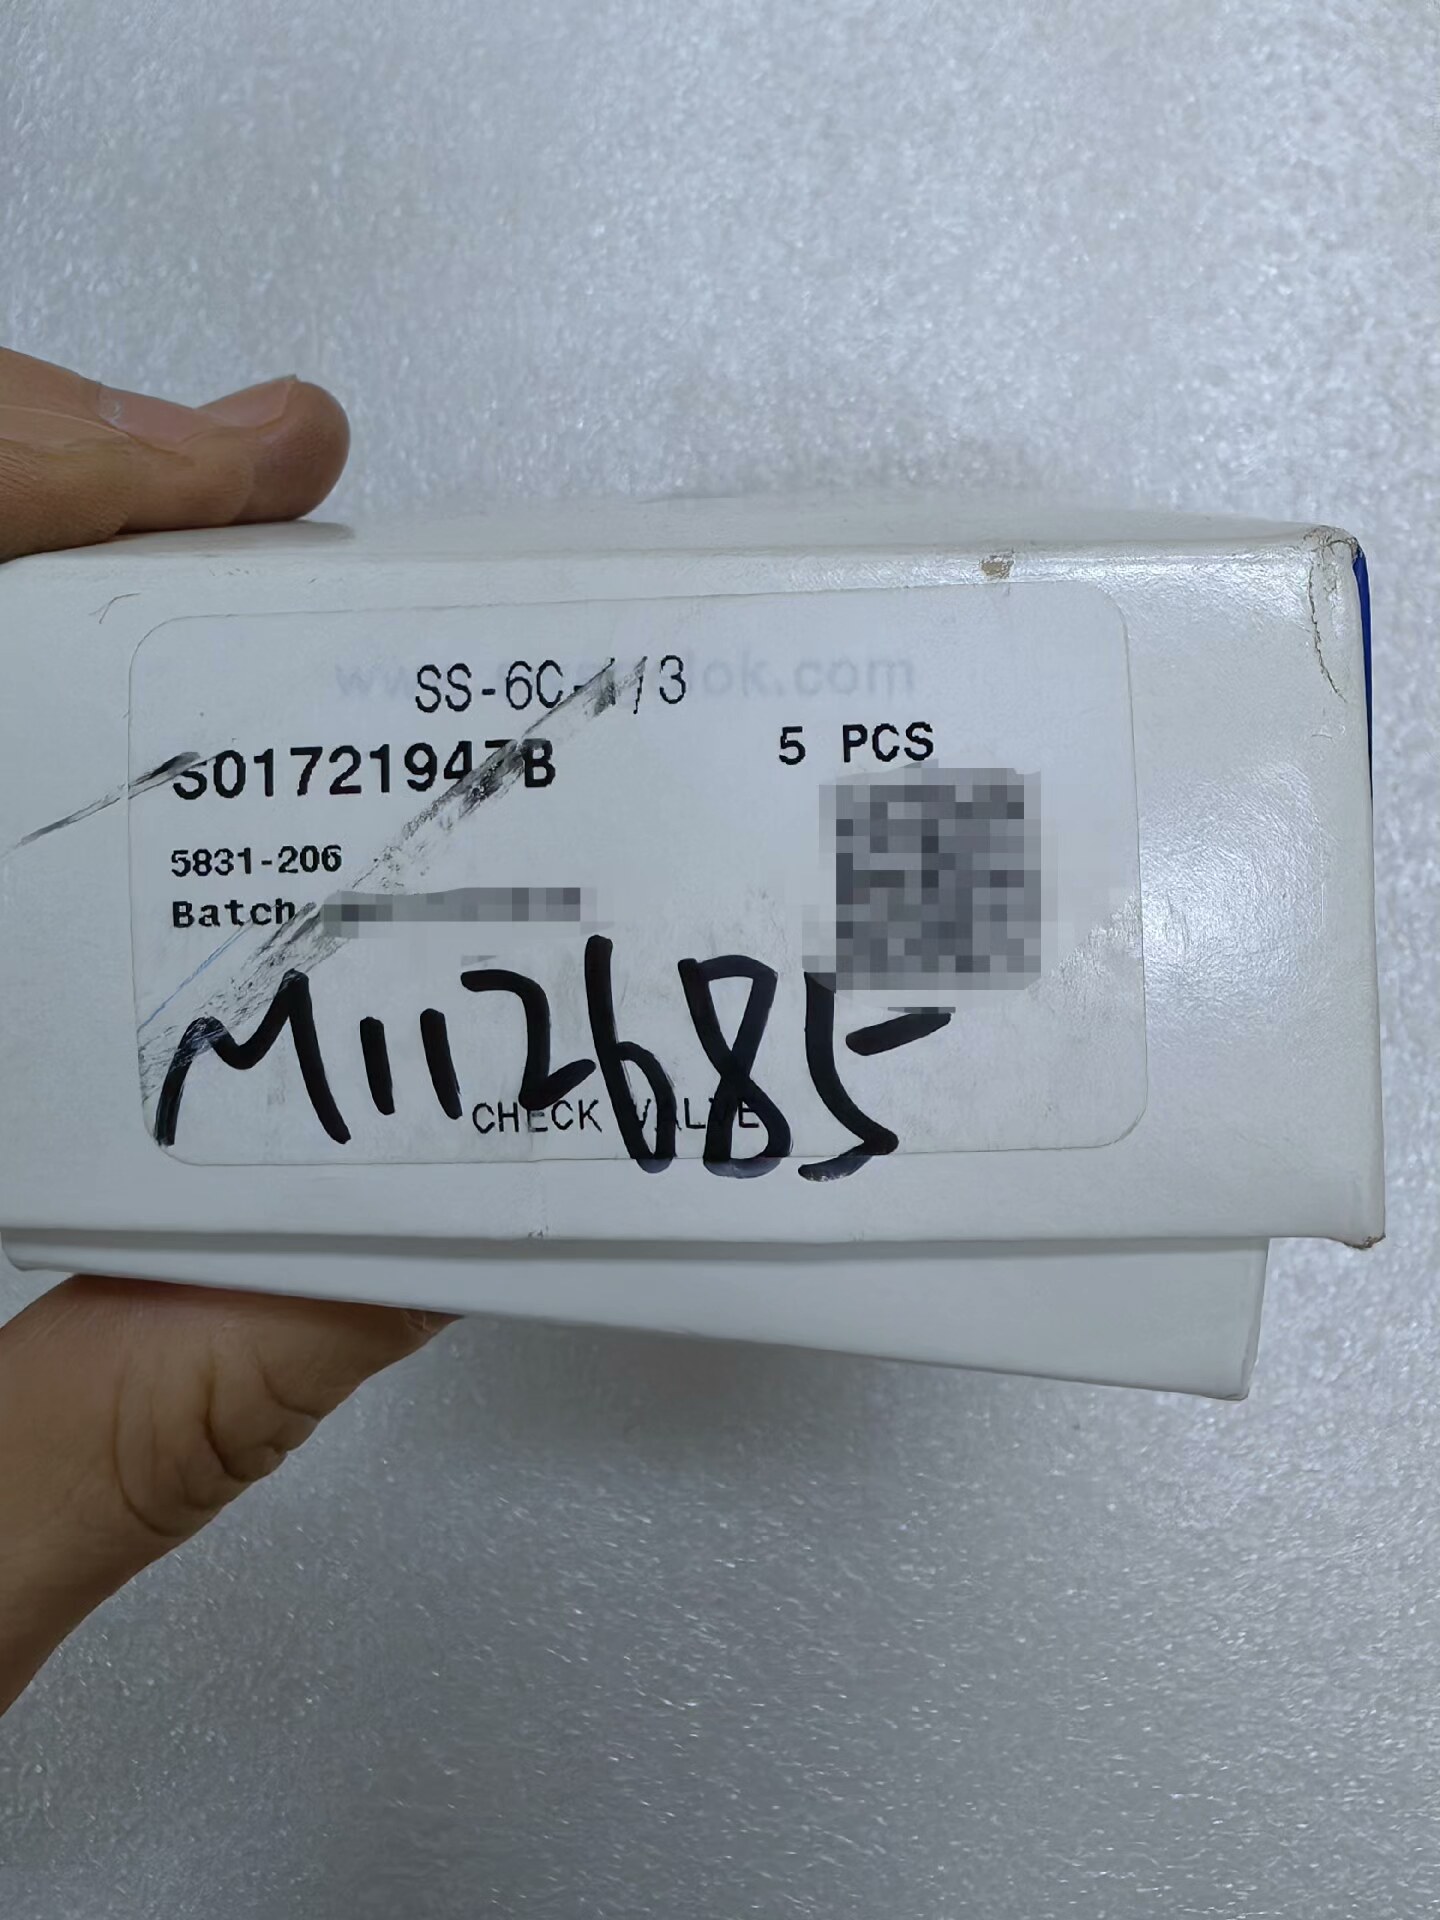 SS-6C-1/3
S01721947B
5 PCS
5831-206
Batch
M112685
CHECK VALVE